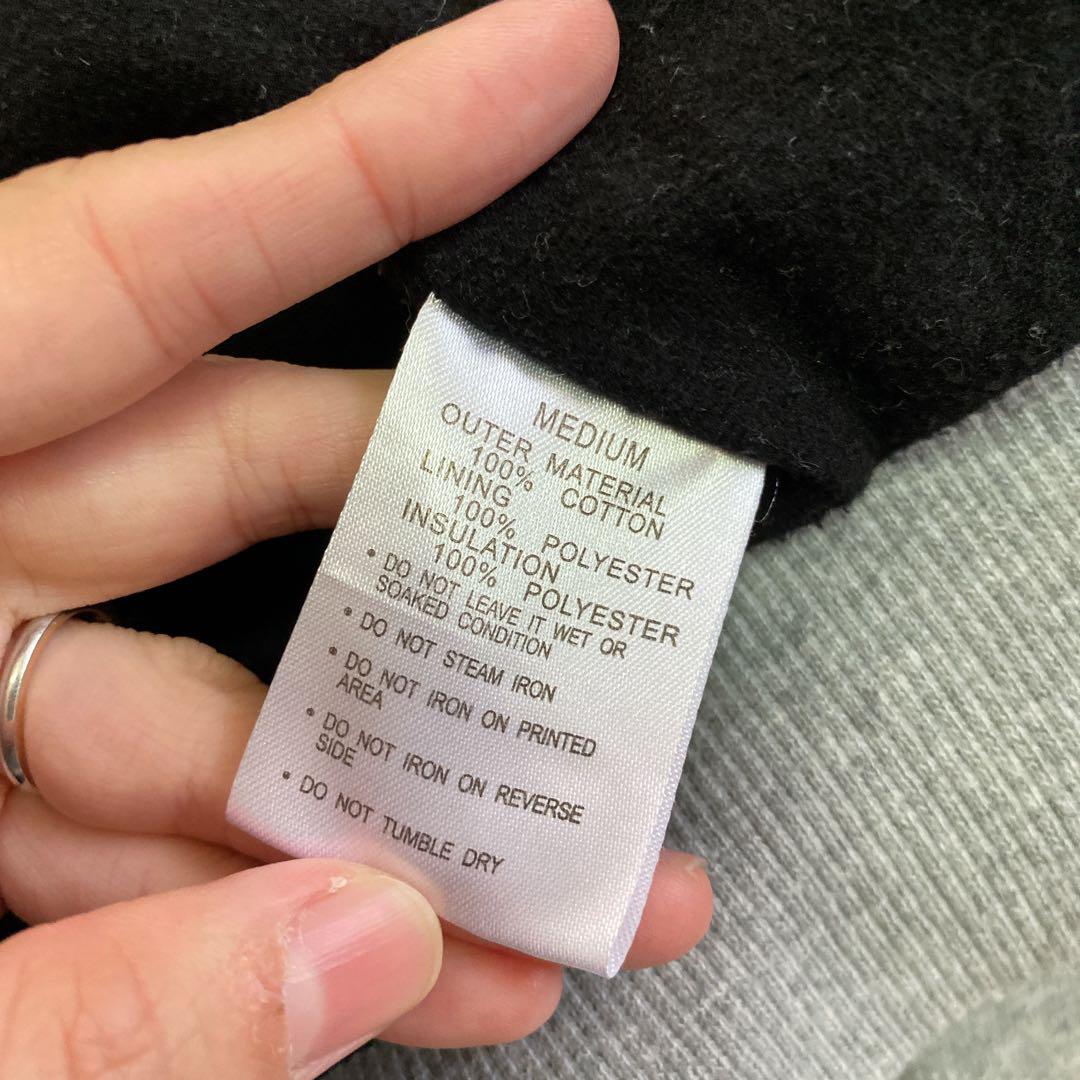 MEDIUM
OUTER MATERIAL
100% COTTON
LINING
100% POLYESTER
INSULATION
100% POLYESTER
• DO NOT LEAVE IT WET OR
SOAKED CONDITION
• DO NOT STEAM IRON
• DO NOT IRON ON PRINTED
AREA
• DO NOT IRON ON REVERSE
SIDE
• DO NOT TUMBLE DRY